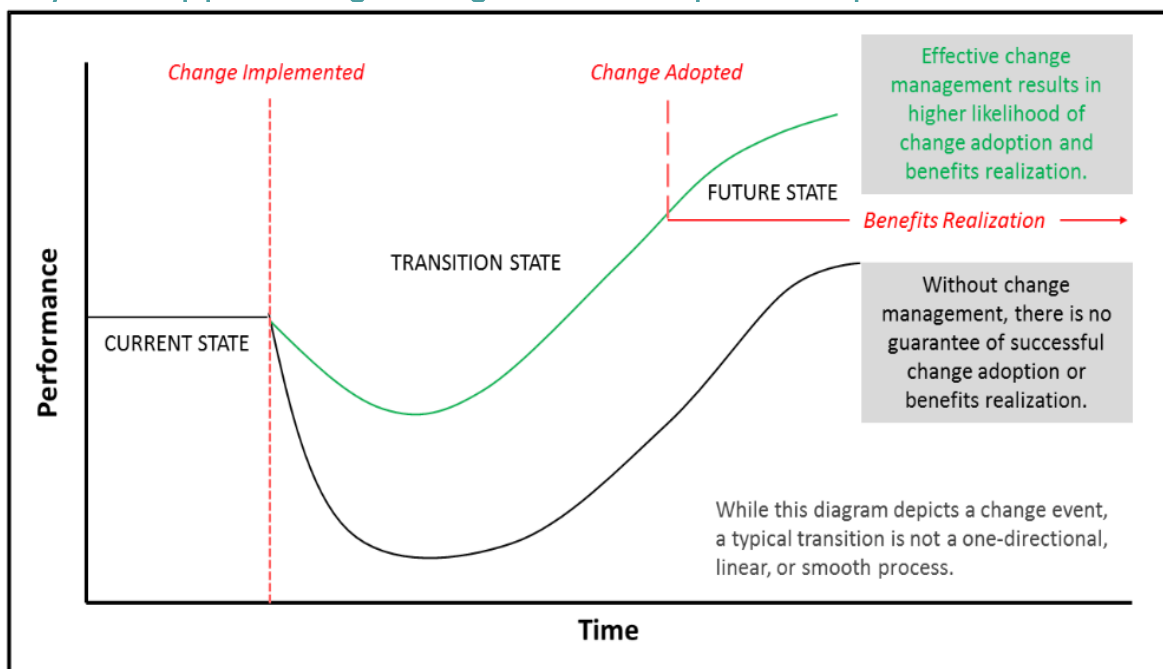 Change Implemented
Change Adopted
Effective change
management results in
higher likelihood of
change adoption and
benefits realization.
FUTURE STATE
Benefits Realization
TRANSITION STATE
CURRENT STATE
Without change
management, there is no
guarantee of successful
change adoption or
benefits realization.
Performance
While this diagram depicts a change event,
a typical transition is not a one-directional,
linear, or smooth process.
Time